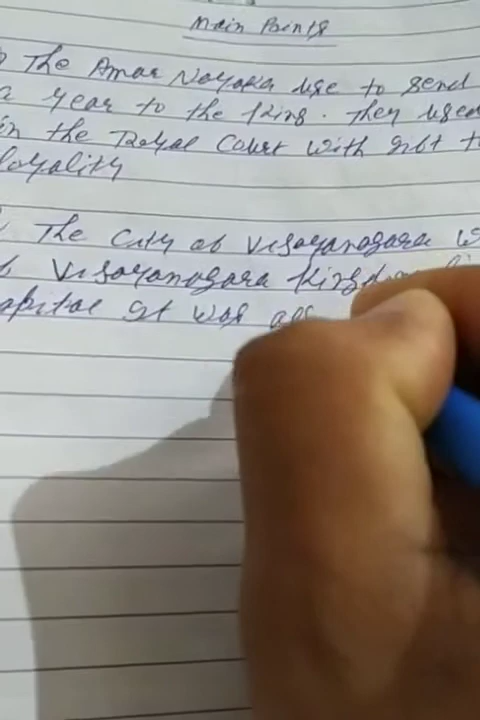 Main Points
The Amar Nayaka use to send
a year to the King. They used
in the Royal Court with gift to
loyality
The City of Vijayanagara
Vijayanagara Kingdom
capital It was